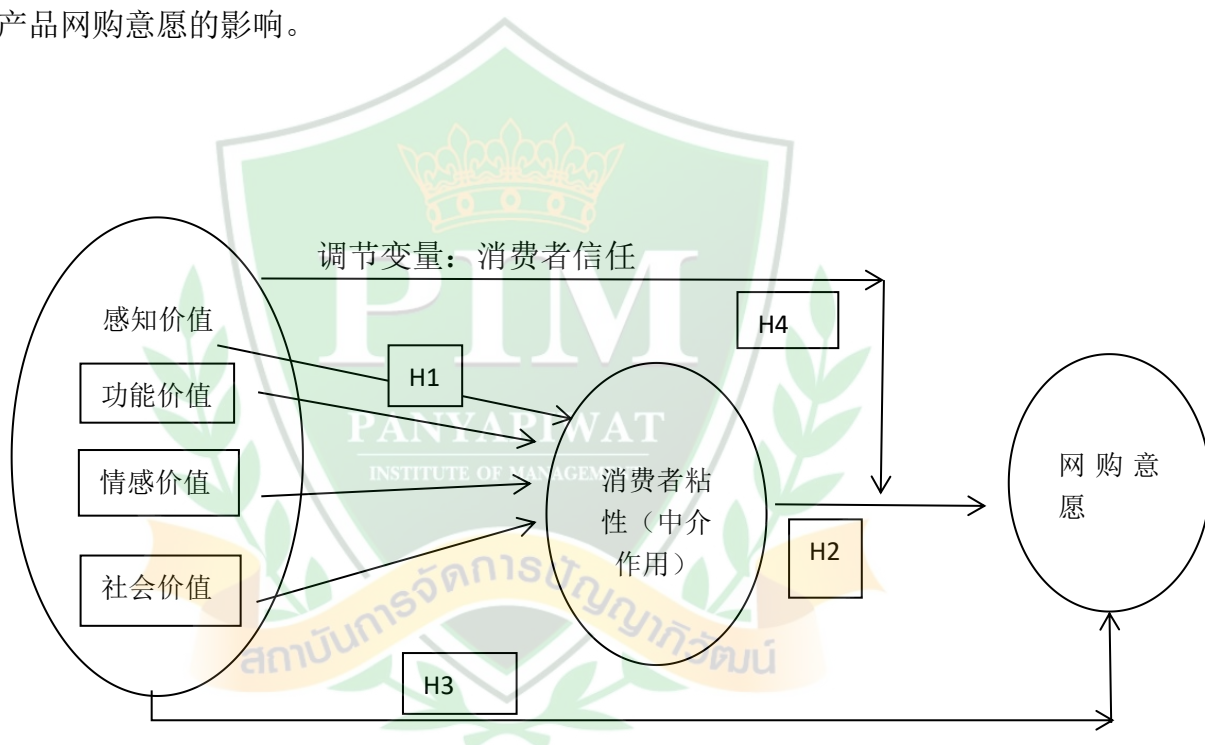 产品网购意愿的影响。
PIM
调节变量：消费者信任
H4
感知价值
H1
功能价值
PANYAPIWAT
INSTITUTE OF MANAGEMENT
情感价值
消费者粘
性（中介
作用）
网购意
愿
H2
社会价值
สถาบันการจัดการปัญญาภิวัฒน์
H3